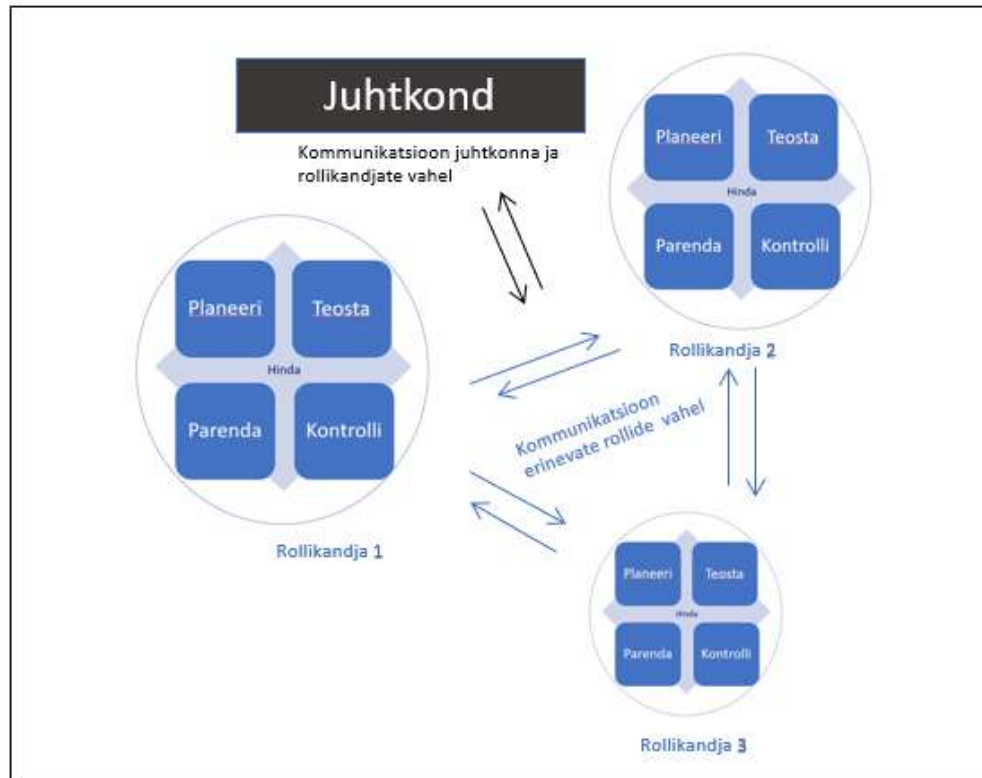 Juhtkond
Kommunikatsioon juhtkonna ja
rollikandjate vahel
Planeeri
Teosta
Hinda
Parenda
Kontrolli
Rollikandja 2
Planeeri
Teosta
Hinda
Parenda
Kontrolli
Rollikandja 1
Kommunikatsioon
erinevate rollide vahel
Planeeri
Teosta
Hinda
Parenda
Kontrolli
Rollikandja 3